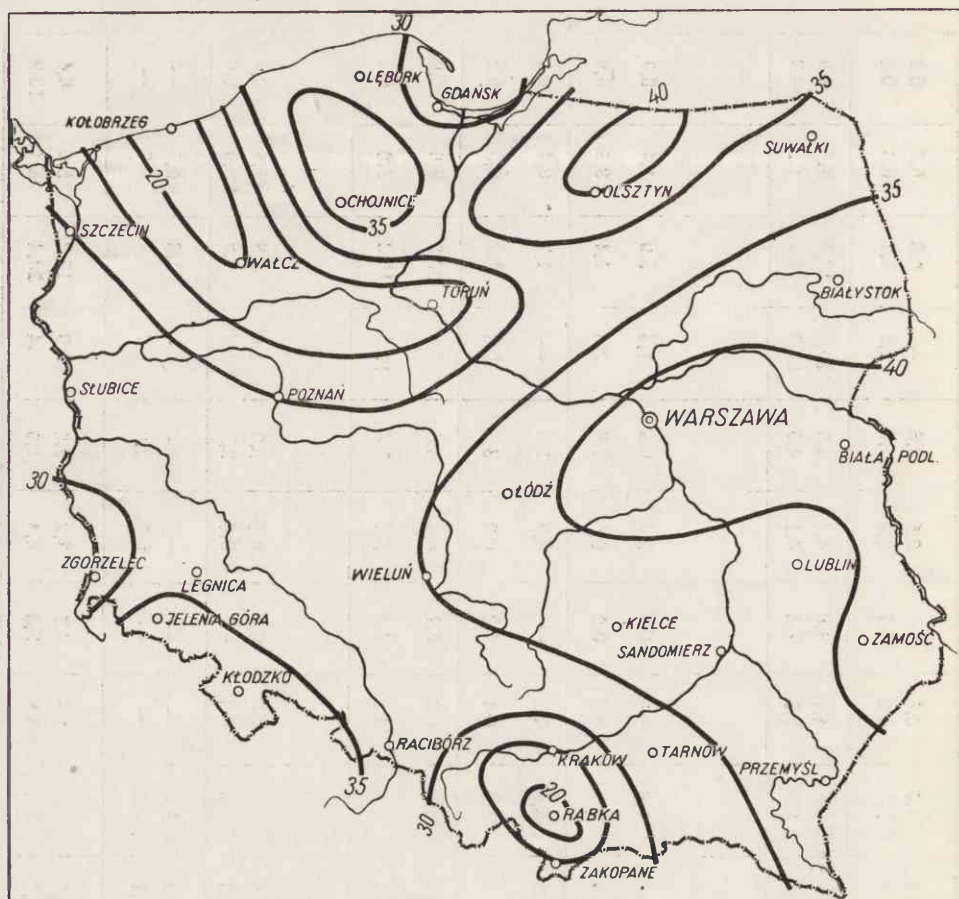 30
LĘBORK
GDAŃSK
40
35
KOŁOBRZEG
SUWAŁKI
20
OLSZTYN
35
CHOJNICE
35
SZCZECIN
WAŁCZ
TORUŃ
BIAŁYSTOK
40
SŁUBICE
POZNAŃ
WARSZAWA
BIAŁA PODL.
30
ŁÓDŹ
ZGORZELEC
LEGNICA
WIELUŃ
LUBLIN
JELENIA GÓRA
KIELCE
SANDOMIERZ
ZAMOŚĆ
KŁODZKO
RACIBÓRZ
KRAKÓW
TARNÓW
PRZEMYŚL
35
20
RABKA
30
ZAKOPANE